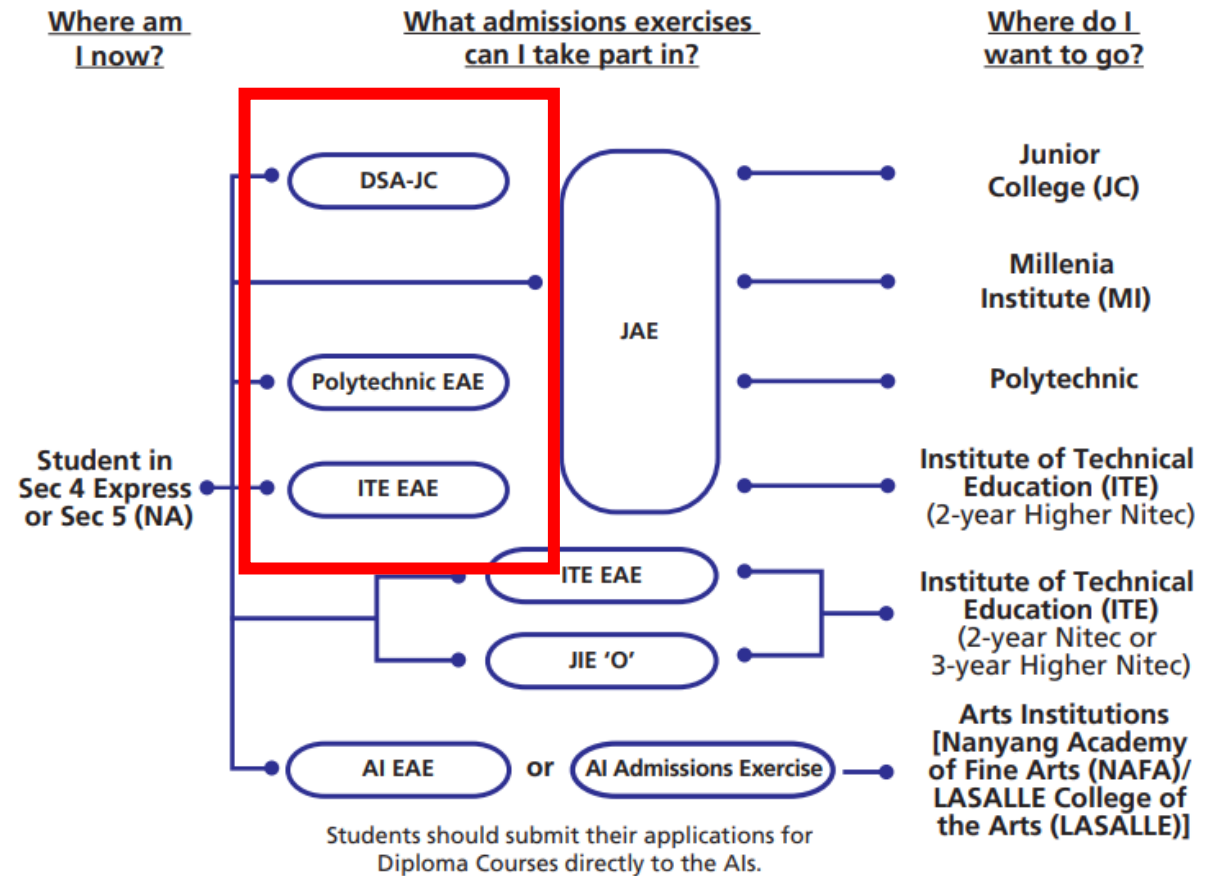 Where am
I now?
What admissions exercises
can I take part in?
Where do I
want to go?
DSA-JC
Junior
College (JC)
Millenia
Institute (MI)
JAE
Polytechnic EAE
Polytechnic
Student in
Sec 4 Express
or Sec 5 (NA)
ITE EAE
Institute of Technical
Education (ITE)
(2-year Higher Nitec)
ITE EAE
JIE ‘O’
Institute of Technical
Education (ITE)
(2-year Nitec or
3-year Higher Nitec)
AI EAE
or
AI Admissions Exercise
Arts Institutions
[Nanyang Academy
of Fine Arts (NAFA)/
LASALLE College of
the Arts (LASALLE)]
Students should submit their applications for
Diploma Courses directly to the AIs.